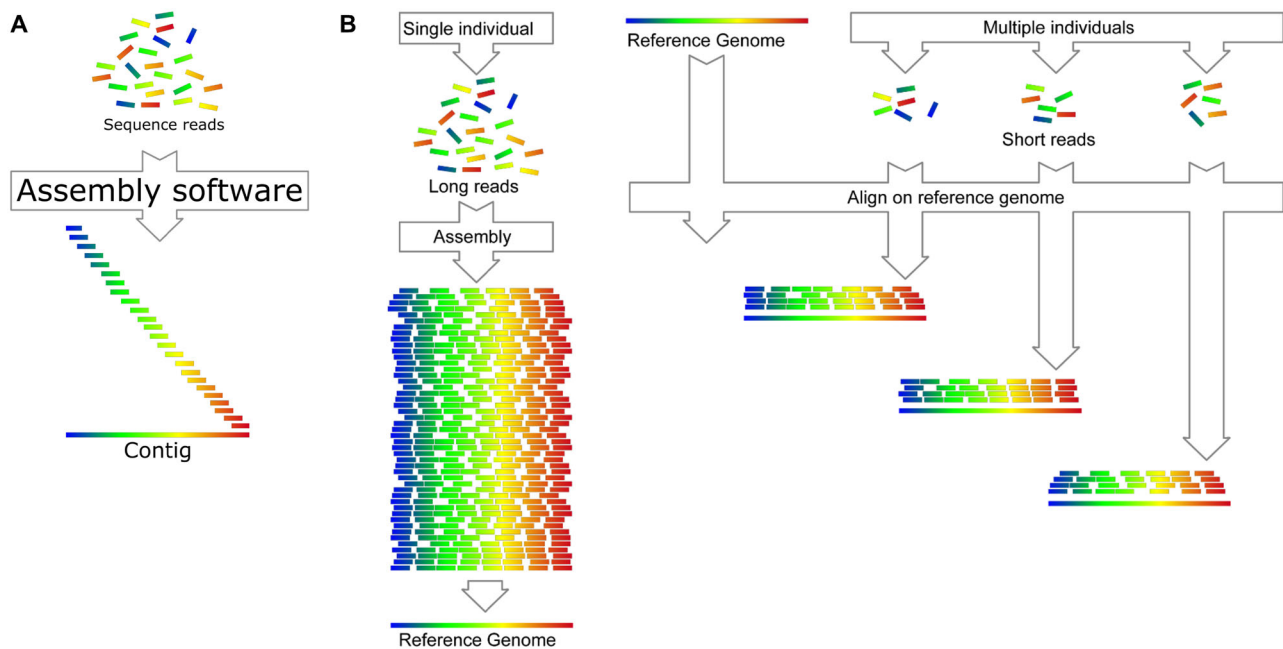 A
Sequence reads
Assembly software
Contig
B
Single individual
Long reads
Assembly
Reference Genome
Reference Genome
Multiple individuals
Short reads
Align on reference genome